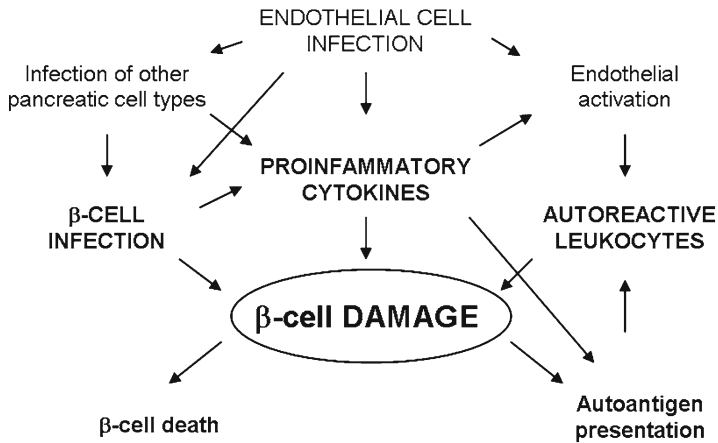 ENDOTHELIAL CELL
INFECTION
Infection of other
pancreatic cell types
Endothelial
activation
PROINFAMMATORY
CYTOKINES
β-CELL
INFECTION
AUTOREACTIVE
LEUKOCYTES
β-cell DAMAGE
β-cell death
Autoantigen
presentation